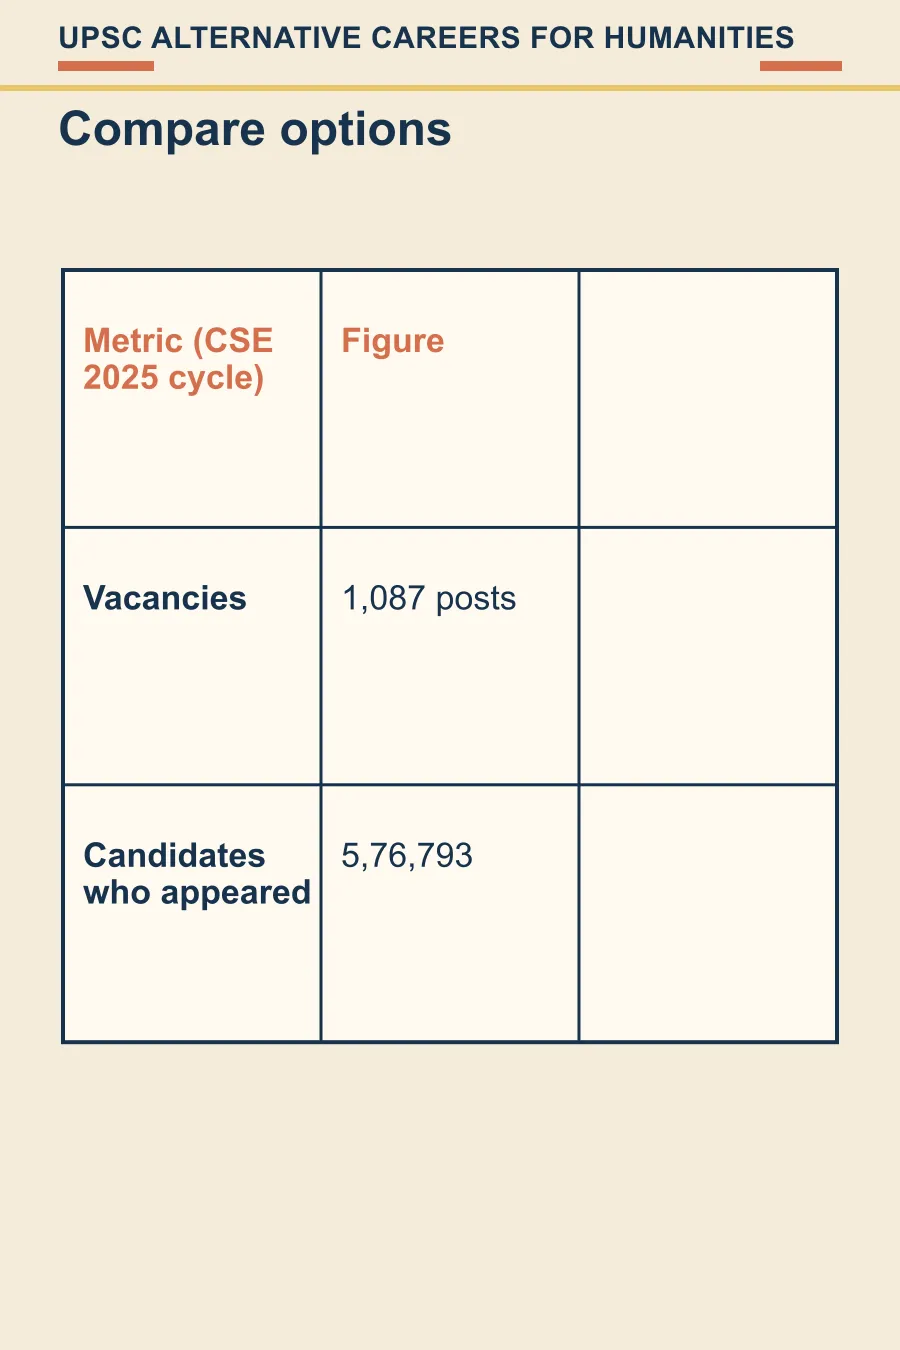 UPSC ALTERNATIVE CAREERS FOR HUMANITIES
Compare options
Metric (CSE
2025 cycle)
Figure
Vacancies
1,087 posts
Candidates
who appeared
5,76,793